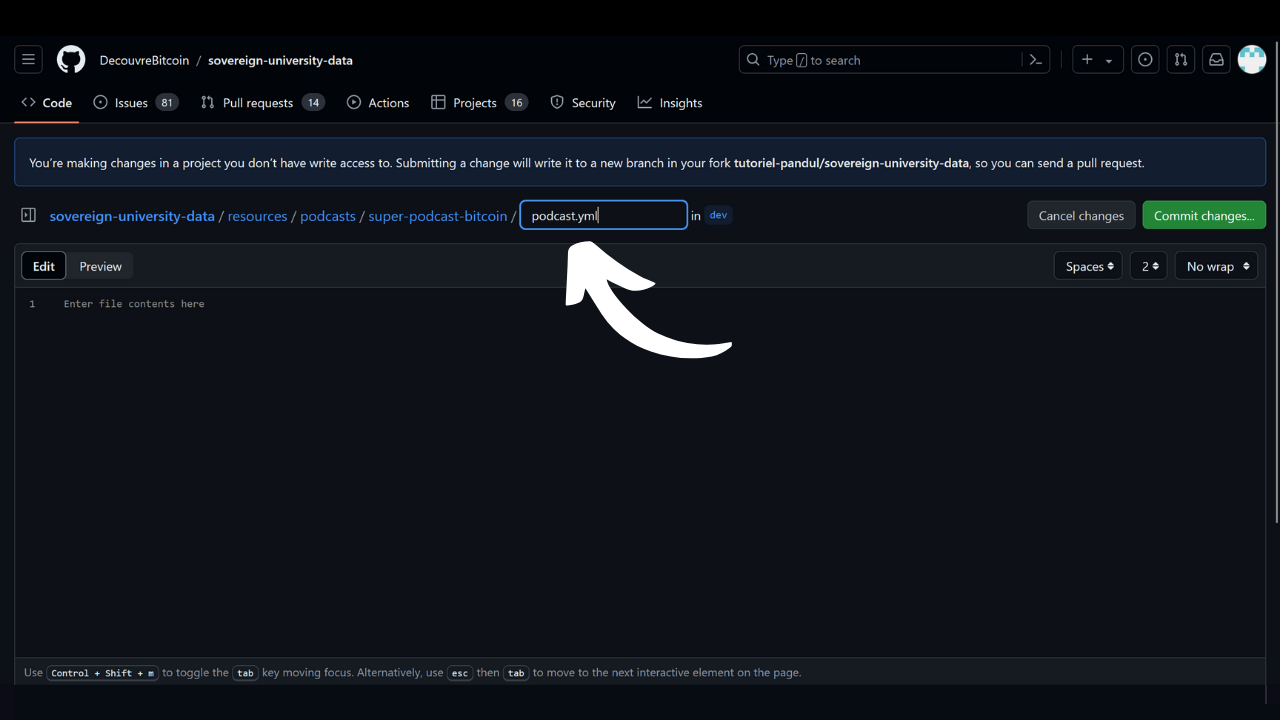 DecouvreBitcoin / sovereign-university-data
Type / to search
Code Issues 81 Pull requests 14 Actions Projects 16 Security Insights
You're making changes in a project you don't have write access to. Submitting a change will write it to a new branch in your fork tutoriel-pandul/sovereign-university-data, so you can send a pull request.
sovereign-university-data / resources / podcasts / super-podcast-bitcoin / podcast.yml in dev Cancel changes Commit changes...
Edit Preview Spaces 2 No wrap
1 Enter file contents here
Use Control + Shift + m to toggle the tab key moving focus. Alternatively, use esc then tab to move to the next interactive element on the page.